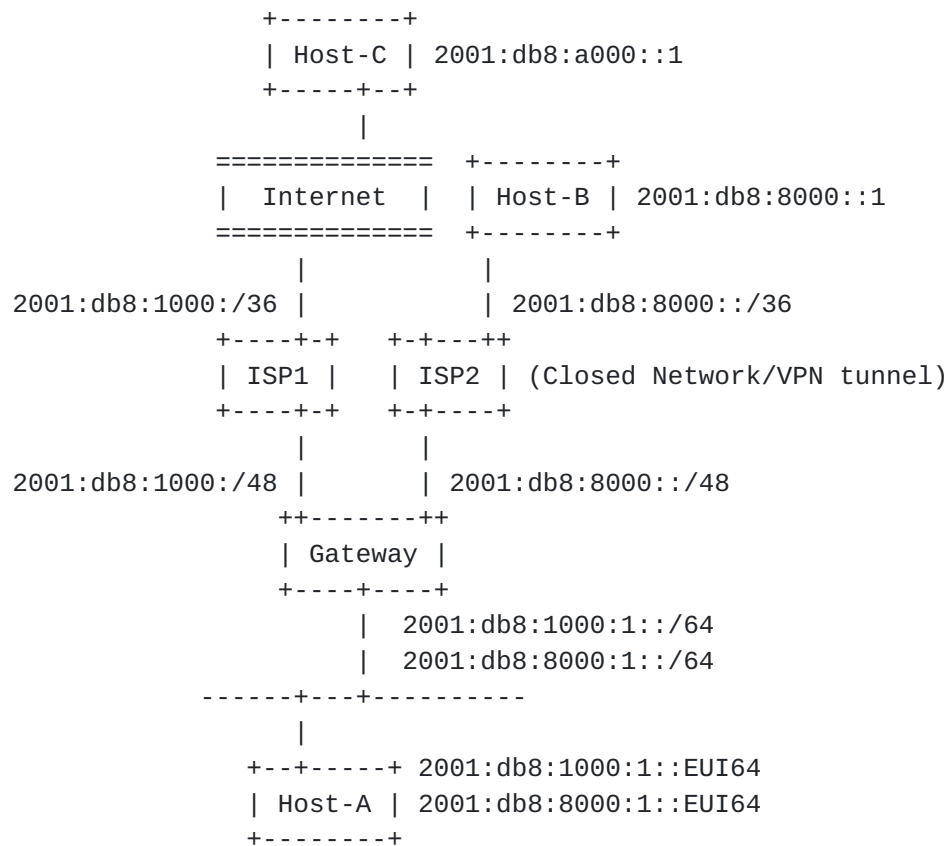 +--------+
| Host-C | 2001:db8:a000::1
+-----+--+
|
==============  +--------+
|  Internet  |  | Host-B | 2001:db8:8000::1
==============  +--------+
|           |
2001:db8:1000:/36 |           | 2001:db8:8000::/36
+----+-+   +-+---++
| ISP1 |   | ISP2 | (Closed Network/VPN tunnel)
+----+-+   +-+----+
|       |
2001:db8:1000:/48 |       | 2001:db8:8000::/48
++-------++
| Gateway |
+----+----+
|  2001:db8:1000:1::/64
|  2001:db8:8000:1::/64
------+---+----------
|
+--+-----+ 2001:db8:1000:1::EUI64
| Host-A | 2001:db8:8000:1::EUI64
+--------+